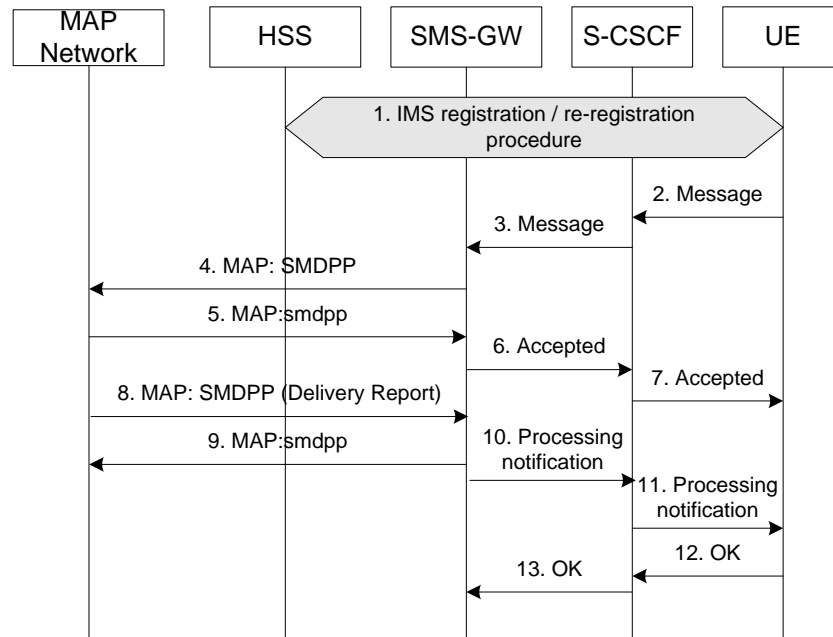 MAP
Network
HSS
SMS-GW
S-CSCF
UE
1. IMS registration / re-registration
procedure
2. Message
3. Message
4. MAP: SMDPP
5. MAP:smdpp
6. Accepted
7. Accepted
8. MAP: SMDPP (Delivery Report)
9. MAP:smdpp
10. Processing
notification
11. Processing
notification
12. OK
13. OK